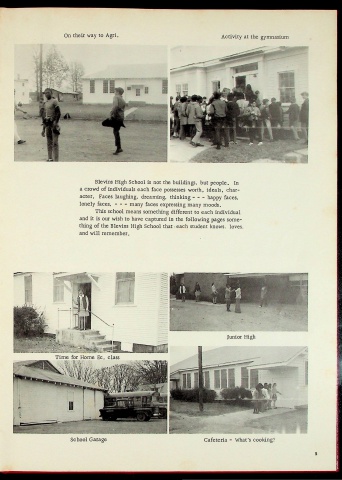 On their way to Agri.
Activity at the gymnasium
Blevins High School is not the buildings, but people. In
a crowd of individuals each face possesses worth, ideals, char-
acter. Faces laughing, dreaming, thinking - - - happy faces,
lonely faces, - - - many faces expressing many moods.
This school means something different to each individual
and it is our wish to have captured in the following pages some-
thing of the Blevins High School that each student knows, loves
and will remember.
Time for Home Ec. class
Junior High
School Garage
Cafeteria - What's cooking?